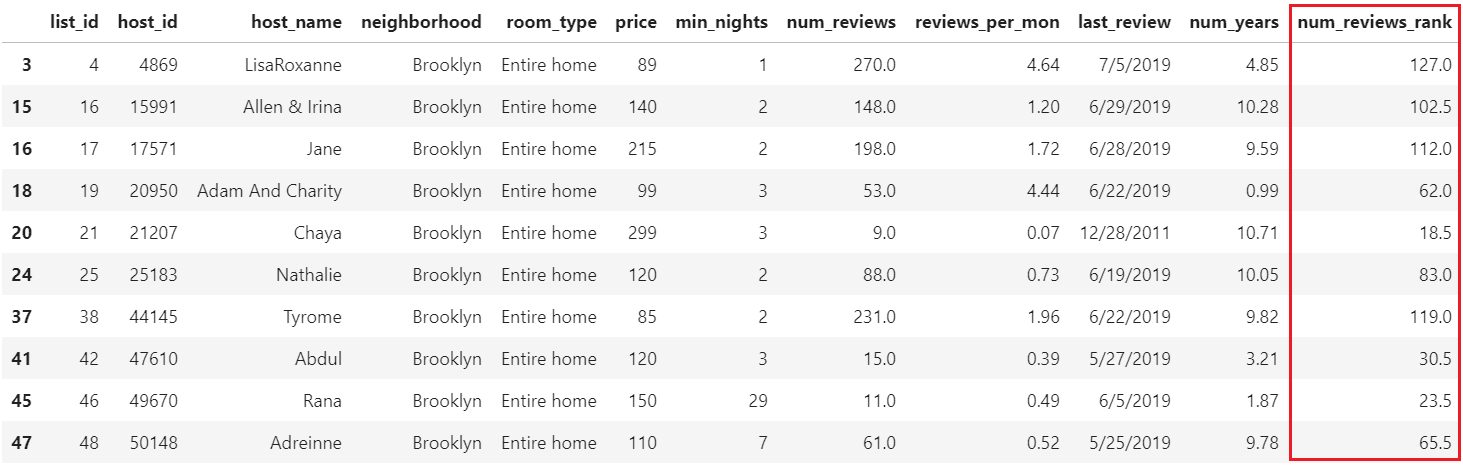 list_id host_id host_name neighborhood room_type price min_nights num_reviews reviews_per_mon last_review num_years num_reviews_rank
3 4 4869 LisaRoxanne Brooklyn Entire home 89 1 270.0 4.64 7/5/2019 4.85 127.0
15 16 15991 Allen & Irina Brooklyn Entire home 140 2 148.0 1.20 6/29/2019 10.28 102.5
16 17 17571 Jane Brooklyn Entire home 215 2 198.0 1.72 6/28/2019 9.59 112.0
18 19 20950 Adam And Charity Brooklyn Entire home 99 3 53.0 4.44 6/22/2019 0.99 62.0
20 21 21207 Chaya Brooklyn Entire home 299 3 9.0 0.07 12/28/2011 10.71 18.5
24 25 25183 Nathalie Brooklyn Entire home 120 2 88.0 0.73 6/19/2019 10.05 83.0
37 38 44145 Tyrome Brooklyn Entire home 85 2 231.0 1.96 6/22/2019 9.82 119.0
41 42 47610 Abdul Brooklyn Entire home 120 3 15.0 0.39 5/27/2019 3.21 30.5
45 46 49670 Rana Brooklyn Entire home 150 29 11.0 0.49 6/5/2019 1.87 23.5
47 48 50148 Adreinne Brooklyn Entire home 110 7 61.0 0.52 5/25/2019 9.78 65.5